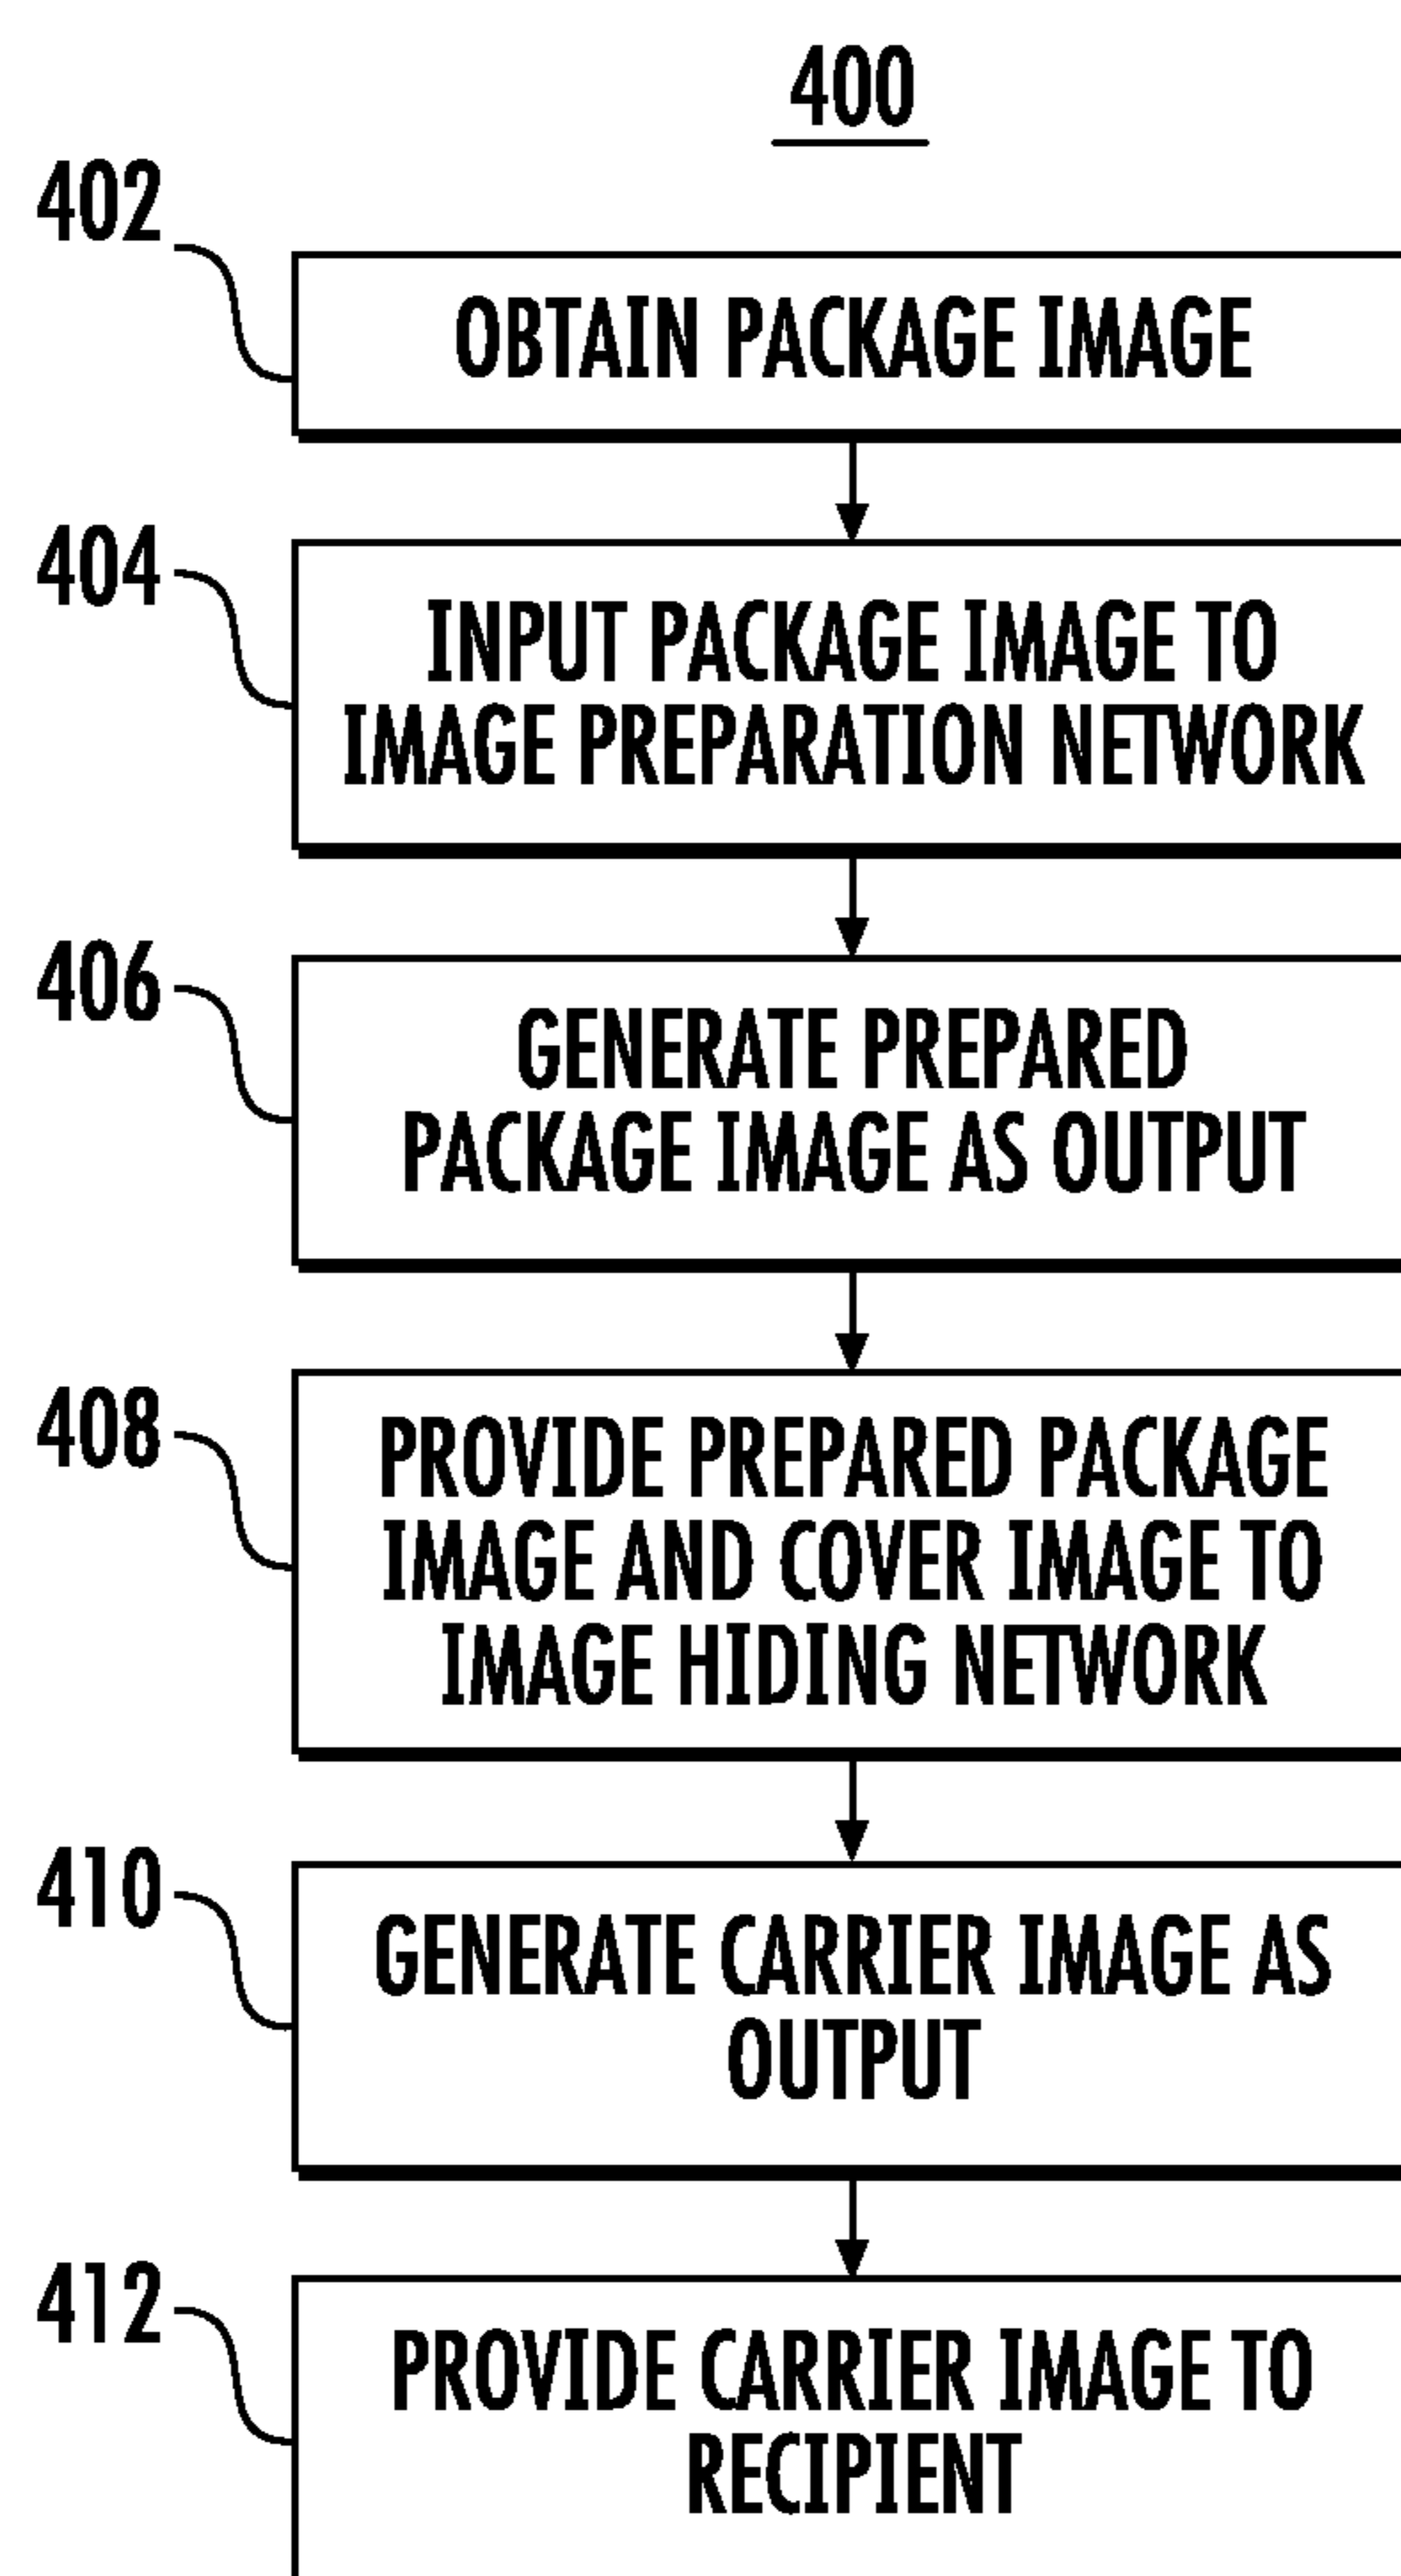 400
402
OBTAIN PACKAGE IMAGE
404
INPUT PACKAGE IMAGE TO
IMAGE PREPARATION NETWORK
406
GENERATE PREPARED
PACKAGE IMAGE AS OUTPUT
408
PROVIDE PREPARED PACKAGE
IMAGE AND COVER IMAGE TO
IMAGE HIDING NETWORK
410
GENERATE CARRIER IMAGE AS
OUTPUT
412
PROVIDE CARRIER IMAGE TO
RECIPIENT